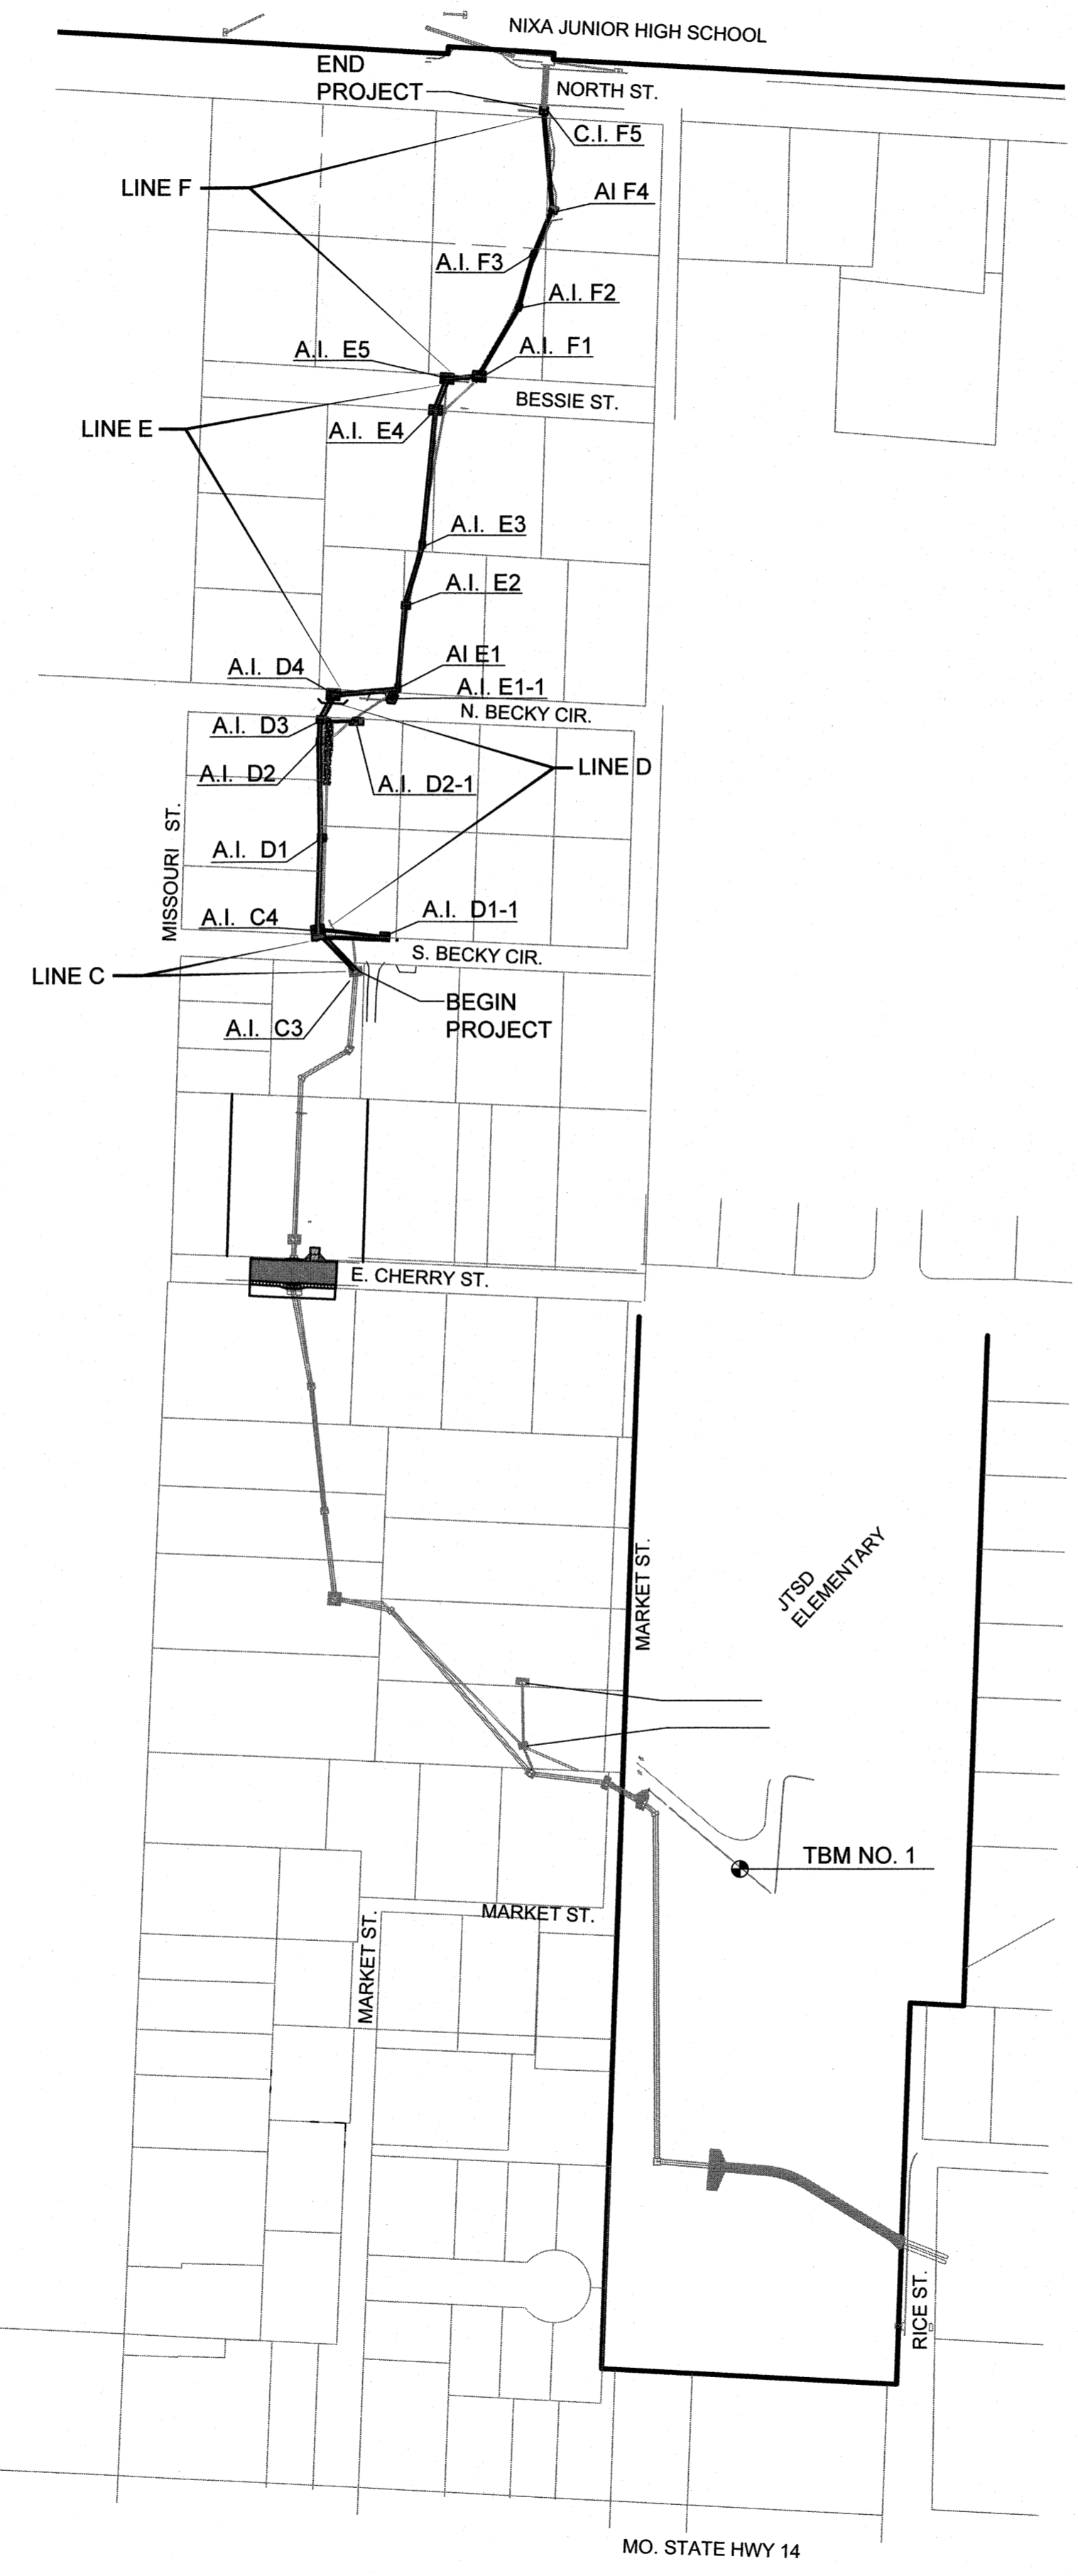 NIXA JUNIOR HIGH SCHOOL
END
PROJECT
NORTH ST.
C.I. F5
LINE F
AI F4
A.I. F3
A.I. F2
A.I. E5
A.I. F1
BESSIE ST.
LINE E
A.I. E4
A.I. E3
A.I. E2
AI E1
A.I. D4
A.I. E1-1
N. BECKY CIR.
A.I. D3
LINE D
A.I. D2
A.I. D2-1
MISSOURI ST.
A.I. D1
A.I. C4
A.I. D1-1
S. BECKY CIR.
LINE C
BEGIN
PROJECT
A.I. C3
E. CHERRY ST.
MARKET ST.
JTSD
ELEMENTARY
TBM NO. 1
MARKET ST.
MARKET ST.
RICE ST.
MO. STATE HWY 14